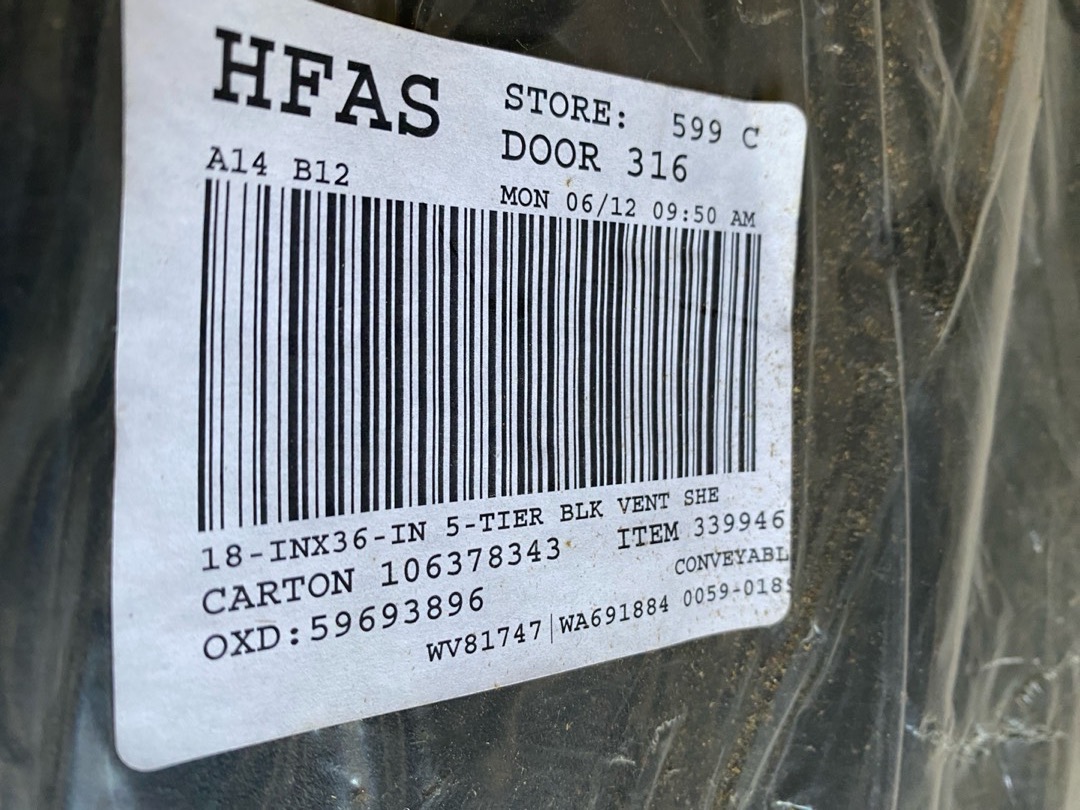 HFAS
STORE: 599 C
DOOR 316
A14 B12
MON 06/12 09:50 AM
18-INX36-IN 5-TIER BLK VENT SHE
CARTON 106378343 ITEM 339946
CONVEYABL
OXD:59693896
WV81747|WA691884 0059-018